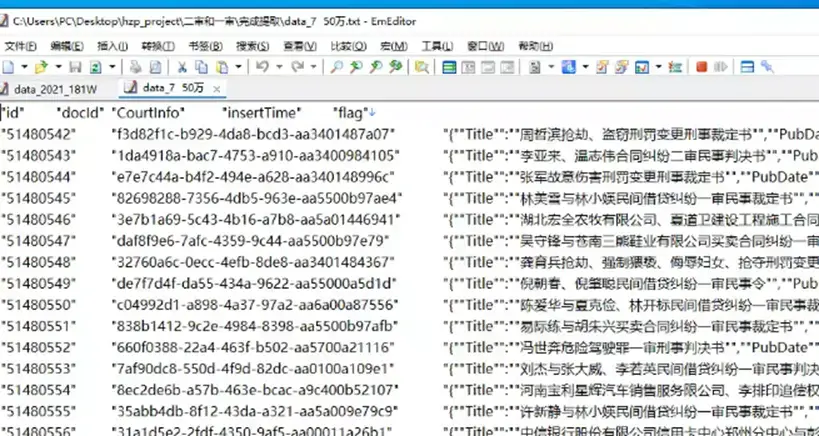 C:\Users\PC\Desktop\hzp_project\二审和一审\完成提取\data_7 50万.txt - EmEditor
文件(F) 编辑(E) 插入(I) 转换(T) 书签(B) 搜索(S) 查看(V) 比较(O) 宏(M) 工具(L) 窗口(W) 帮助(H)
data_2021_181W data_7 50万
"id" "docId" "CourtInfo" "insertTime" "flag"
"51480542" "f3d82f1c-b929-4da8-bcd3-aa3401487a07" "{""Title"":""周哲滨抢劫、盗窃刑罚变更刑事裁定书"",""PubDa
"51480543" "1da4918a-bac7-4753-a910-aa3400984105" "{""Title"":""李亚来、温志伟合同纠纷二审民事判决书"",""PubDate
"51480544" "e7e7c44a-b4f2-494e-a628-aa340148996c" "{""Title"":""张军故意伤害刑罚变更刑事裁定书"",""PubDate""
"51480545" "82698288-7356-4db5-963e-aa5500b97ae4" "{""Title"":""林美雪与林小媖民间借贷纠纷一审民事裁定书"",
"51480546" "3e7b1a69-5c43-4b16-a7b8-aa5a01446941" "{""Title"":""湖北宏全农牧有限公司、夏道卫建设工程施工合同
"51480547" "daf8f9e6-7afc-4359-9c44-aa5500b97e79" "{""Title"":""吴守锋与苍南三熊鞋业有限公司买卖合同纠纷一审
"51480548" "32760a6c-0ecc-4efb-8de8-aa3401484367" "{""Title"":""龚育兵抢劫、强制猥亵、侮辱妇女、抢夺刑罚变更
"51480549" "de7f7d4f-da55-434a-9622-aa55000a5d1d" "{""Title"":""倪朝春、倪肇聪民间借贷纠纷一审民事令"",""PubDa
"51480550" "c04992d1-a898-4a37-97a2-aa6a00a87556" "{""Title"":""陈爱华与夏克俭、林开标民间借贷纠纷一审民事裁
"51480551" "838b1412-9c2e-4984-8398-aa5500b97afb" "{""Title"":""易际练与胡朱兴买卖合同纠纷一审民事裁定书"",
"51480552" "660f0388-22a4-463f-b502-aa5700a21116" "{""Title"":""冯世奔危险驾驶罪一审刑事判决书"",""PubDate""
"51480553" "7af90dc8-550d-4f9d-82dc-aa0100a109e1" "{""Title"":""刘杰与张大威、李若英民间借贷纠纷一审民事判决
"51480554" "8ec2de6b-a57b-463e-bcac-a9c400b52107" "{""Title"":""河南宝利星辉汽车销售服务有限公司、李排印追偿权
"51480555" "35abb4db-8f12-43da-a321-aa5a009e79c9" "{""Title"":""许新静与林小媖民间借贷纠纷一审民事裁定书"",
"51480556" "31a1d5e2-2fdf-4350-9af5-aa00011a26b1" "{""Title"":""中信银行股份有限公司信用卡中心郑州分中心与彭